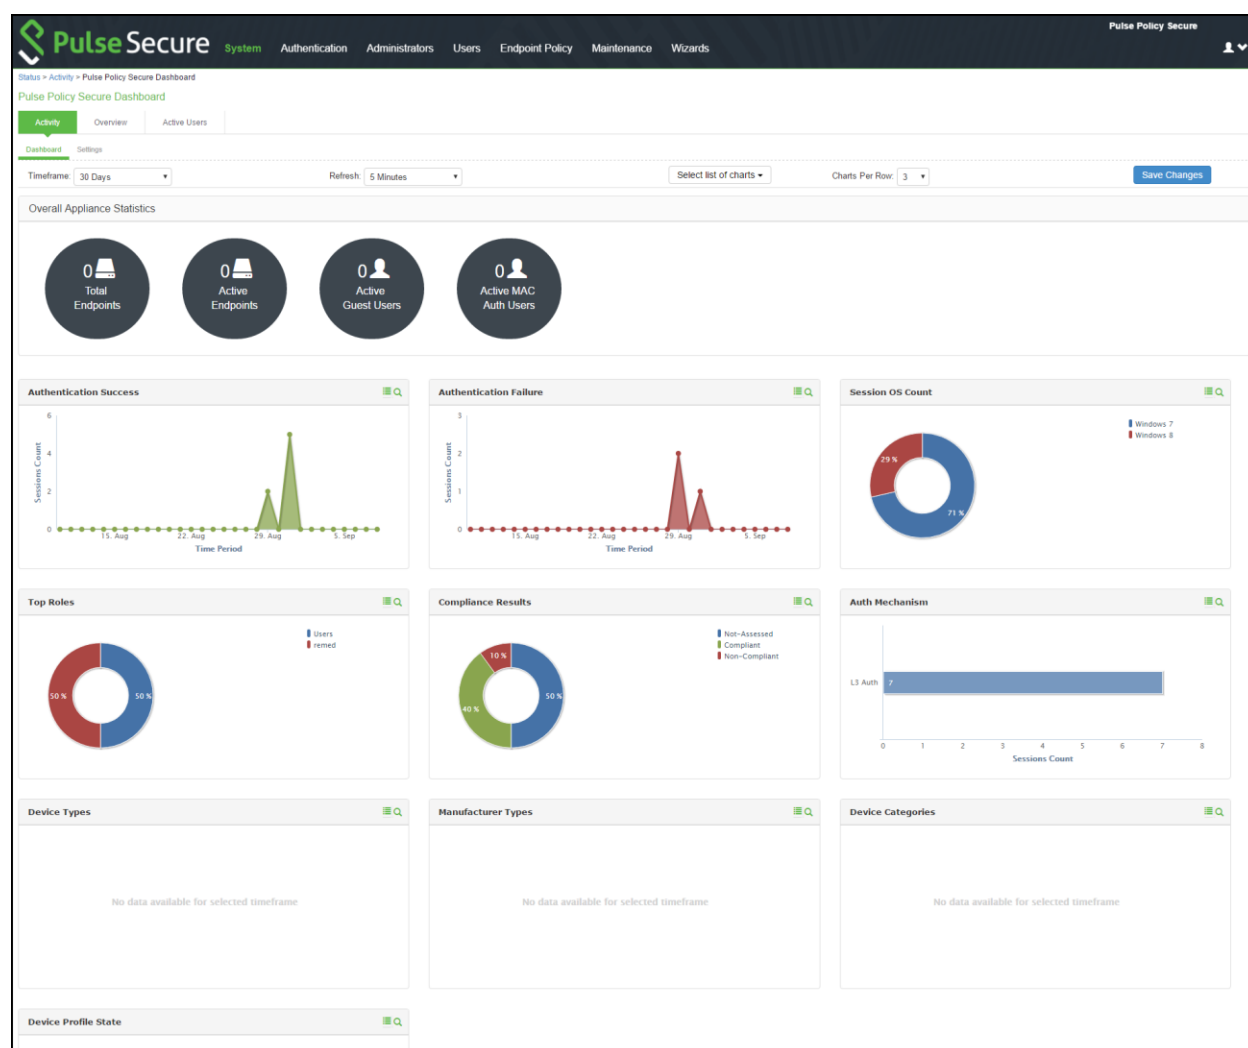 Pulse Policy Secure
Pulse Secure System Authentication Administrators Users Endpoint Policy Maintenance Wizards
Status > Activity > Pulse Policy Secure Dashboard
Pulse Policy Secure Dashboard
Activity Overview Active Users
Dashboard Settings
Timeframe: 30 Days Refresh: 5 Minutes Select list of charts Charts Per Row: 3 Save Changes
Overall Appliance Statistics
0
Total
Endpoints
0
Active
Endpoints
0
Active
Guest Users
0
Active MAC
Auth Users
Authentication Success
Sessions Count
6
4
2
0
15. Aug 22. Aug 29. Aug 5. Sep
Time Period
Authentication Failure
Sessions Count
3
2
1
0
15. Aug 22. Aug 29. Aug 5. Sep
Time Period
Session OS Count
Windows 7
Windows 8
29 %
71 %
Top Roles
Users
remed
50 % 50 %
Compliance Results
Not-Assessed
Compliant
Non-Compliant
10 %
50 %
40 %
Auth Mechanism
L3 Auth 7
0 1 2 3 4 5 6 7 8
Sessions Count
Device Types
No data available for selected timeframe
Manufacturer Types
No data available for selected timeframe
Device Categories
No data available for selected timeframe
Device Profile State